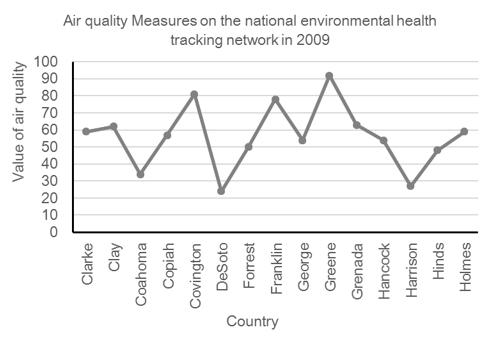 Air quality Measures on the national environmental health
tracking network in 2009
Value of air quality
100
90
80
70
60
50
40
30
20
10
0
Clarke
Clay
Coahoma
Copiah
Covington
DeSoto
Forrest
Franklin
George
Greene
Grenada
Hancock
Harrison
Hinds
Holmes
Country